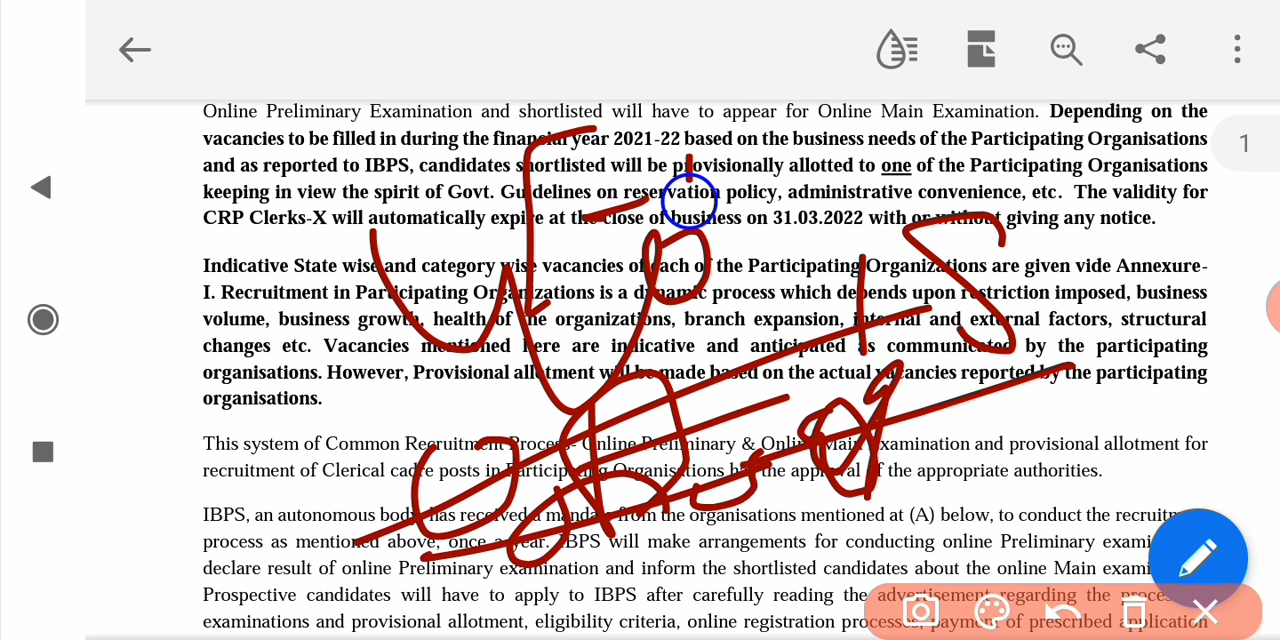 Online Preliminary Examination and shortlisted will have to appear for Online Main Examination. Depending on the
vacancies to be filled in during the financial year 2021-22 based on the business needs of the Participating Organisations
and as reported to IBPS, candidates shortlisted will be provisionally allotted to one of the Participating Organisations
keeping in view the spirit of Govt. Guidelines on reservation policy, administrative convenience, etc. The validity for
CRP Clerks-X will automatically expire at the close of business on 31.03.2022 with or without giving any notice.
1
Indicative State wise and category wise vacancies of each of the Participating Organizations are given vide Annexure-
I. Recruitment in Participating Organizations is a dynamic process which depends upon restriction imposed, business
volume, business growth, health of the organizations, branch expansion, internal and external factors, structural
changes etc. Vacancies mentioned here are indicative and anticipated as communicated by the participating
organisations. However, Provisional allotment will be made based on the actual vacancies reported by the participating
organisations.
This system of Common Recruitment Process- Online Preliminary & Online Main Examination and provisional allotment for
recruitment of Clerical cadre posts in Participating Organisations has the approval of the appropriate authorities.
IBPS, an autonomous body, has received a mandate from the organisations mentioned at (A) below, to conduct the
process as mentioned above, once a year. IBPS will make arrangements for conducting online Preliminary
declare result of online Preliminary examination and inform the shortlisted candidates about the online Main
Prospective candidates will have to apply to IBPS after carefully reading the advertisement regarding the
examinations and provisional allotment, eligibility criteria, online registration processes, payment of prescribed application